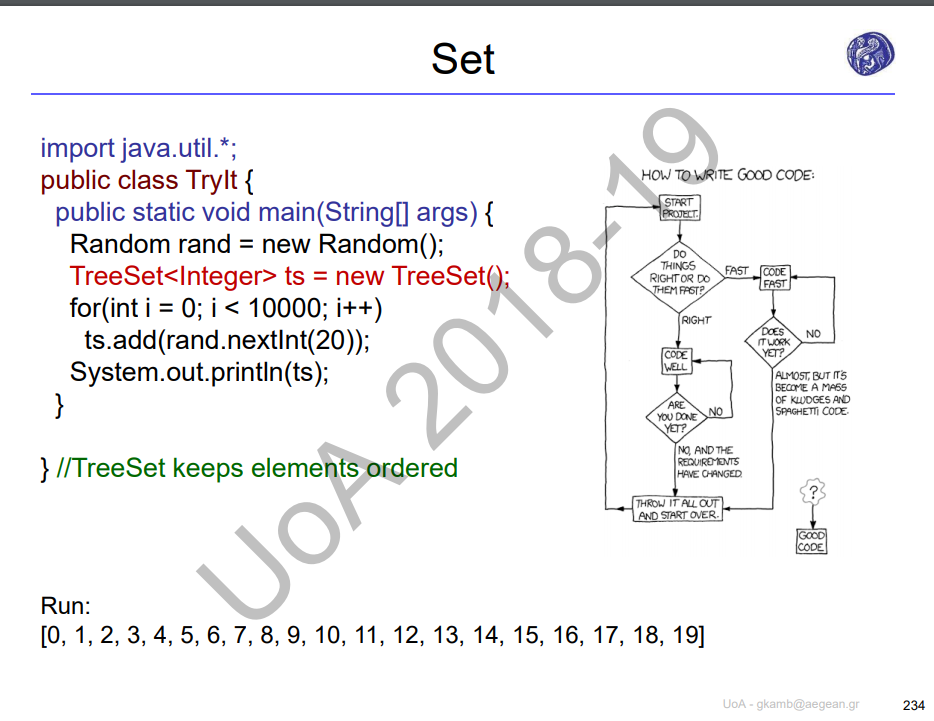 Set
import java.util.*;
public class TryIt {
public static void main(String[] args) {
Random rand = new Random();
TreeSet<Integer> ts = new TreeSet();
for(int i = 0; i < 10000; i++)
ts.add(rand.nextInt(20));
System.out.println(ts);
}
} //TreeSet keeps elements ordered
Run:
[0, 1, 2, 3, 4, 5, 6, 7, 8, 9, 10, 11, 12, 13, 14, 15, 16, 17, 18, 19]
HOW TO WRITE GOOD CODE:
START
PROJECT.
DO
THINGS
RIGHT OR DO
THEM FAST?
FAST
CODE
FAST
RIGHT
DOES
IT WORK
YET?
NO
CODE
WELL
ALMOST, BUT IT'S
BECOME A MASS
OF KLUDGES AND
SPAGHETTI CODE.
ARE
YOU DONE
YET?
NO
NO, AND THE
REQUIREMENTS
HAVE CHANGED.
THROW IT ALL OUT
AND START OVER.
?
GOOD
CODE
UoA 2018-19
UoA - gkamb@aegean.gr
234